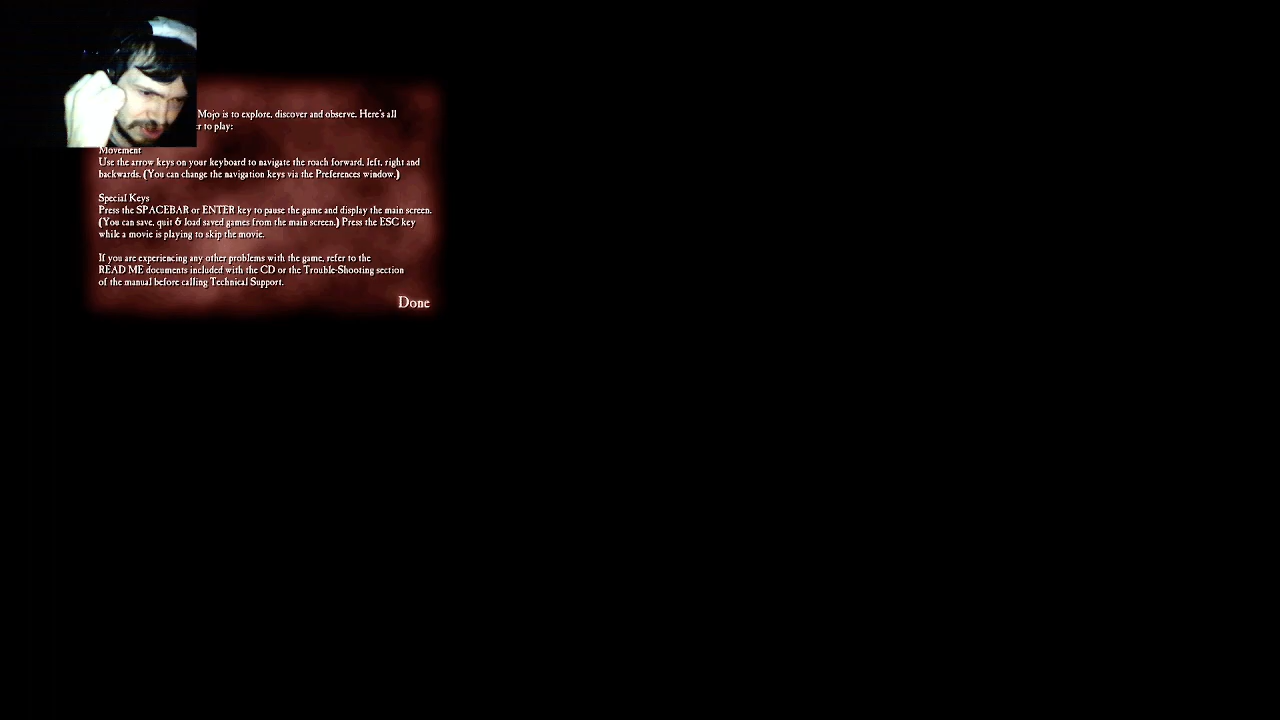 Mojo is to explore, discover and observe. Here's all
to play:
Movement
Use the arrow keys on your keyboard to navigate the roach forward, left, right and
backwards. (You can change the navigation keys via the Preferences window.)
Special Keys
Press the SPACEBAR or ENTER key to pause the game and display the main screen.
(You can save, quit & load saved games from the main screen.) Press the ESC key
while a movie is playing to skip the movie.
If you are experiencing any other problems with the game, refer to the
READ ME documents included with the CD or the Trouble-Shooting section
of the manual before calling Technical Support.
Done